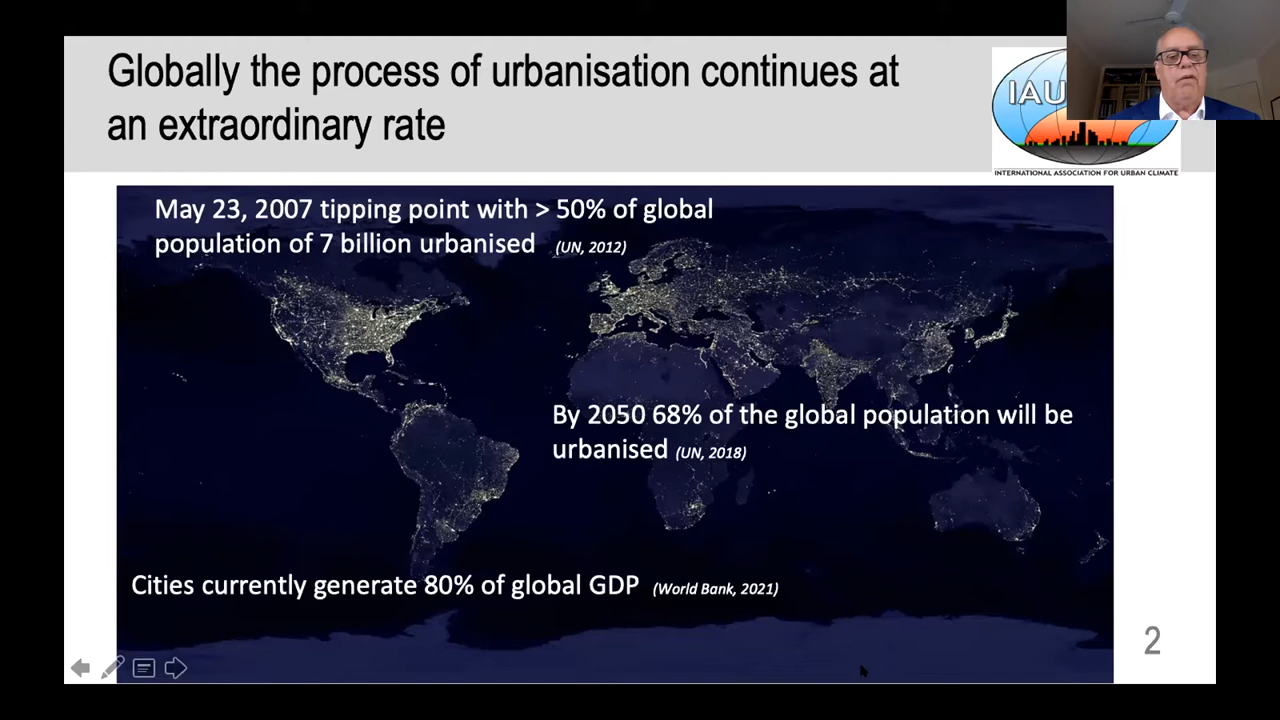 Globally the process of urbanisation continues at
an extraordinary rate
IAU
INTERNATIONAL ASSOCIATION FOR URBAN CLIMATE
May 23, 2007 tipping point with > 50% of global
population of 7 billion urbanised (UN, 2012)
By 2050 68% of the global population will be
urbanised (UN, 2018)
Cities currently generate 80% of global GDP (World Bank, 2021)
2